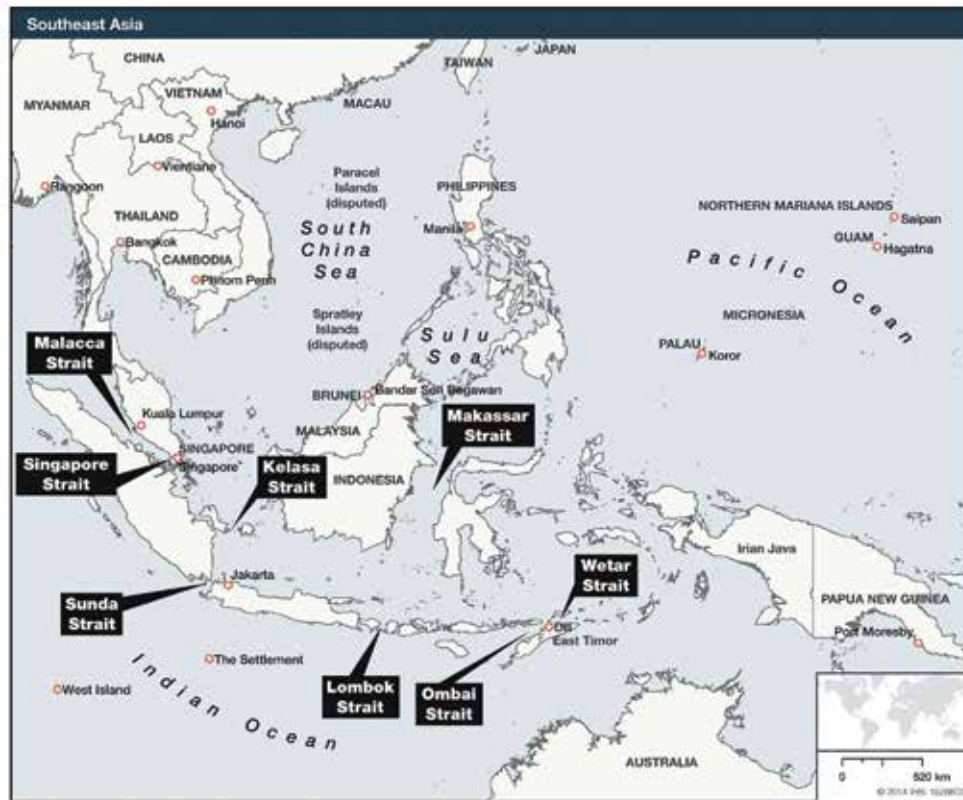 Southeast Asia
JAPAN
CHINA
TAIWAN
VIETNAM
MYANMAR
MACAU
Hanoi
LAOS
Vientiane
Paracel
Islands
(disputed)
Rangoon
PHILIPPINES
NORTHERN MARIANA ISLANDS
Saipan
THILAND
South
China
Sea
Manila
GUAM
Hagatna
Bangkok
CAMBODIA
Phnom Penh
Pacific Ocean
Spratley
Islands
(disputed)
MICRONESIA
Sulu
Sea
Malacca
Strait
PALAU
Koror
BRUNEI
Bandar Seri Begawan
Kuala Lumpur
MALAYSIA
Makassar
Strait
SINGAPORE
Singapore
Singapore
Strait
Kelasa
Strait
INDONESIA
Irian Java
Wetar
Strait
Jakarta
Sunda
Strait
PAPUA NEW GUINEA
Dili
East Timor
Port Moresby
The Settlement
West Island
Indian Ocean
Lombok
Strait
Ombai
Strait
AUSTRALIA
0 520 km
© 2014 IHS